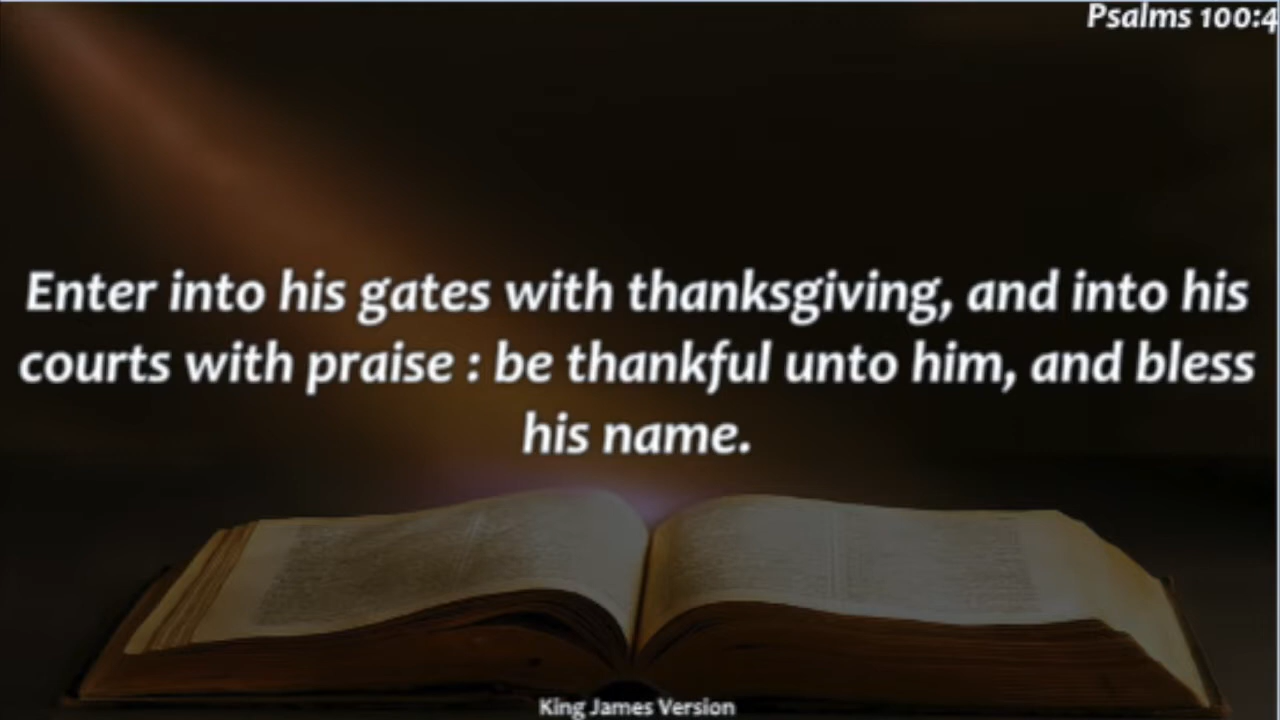 Psalms 100:4
Enter into his gates with thanksgiving, and into his
courts with praise : be thankful unto him, and bless
his name.
King James Version